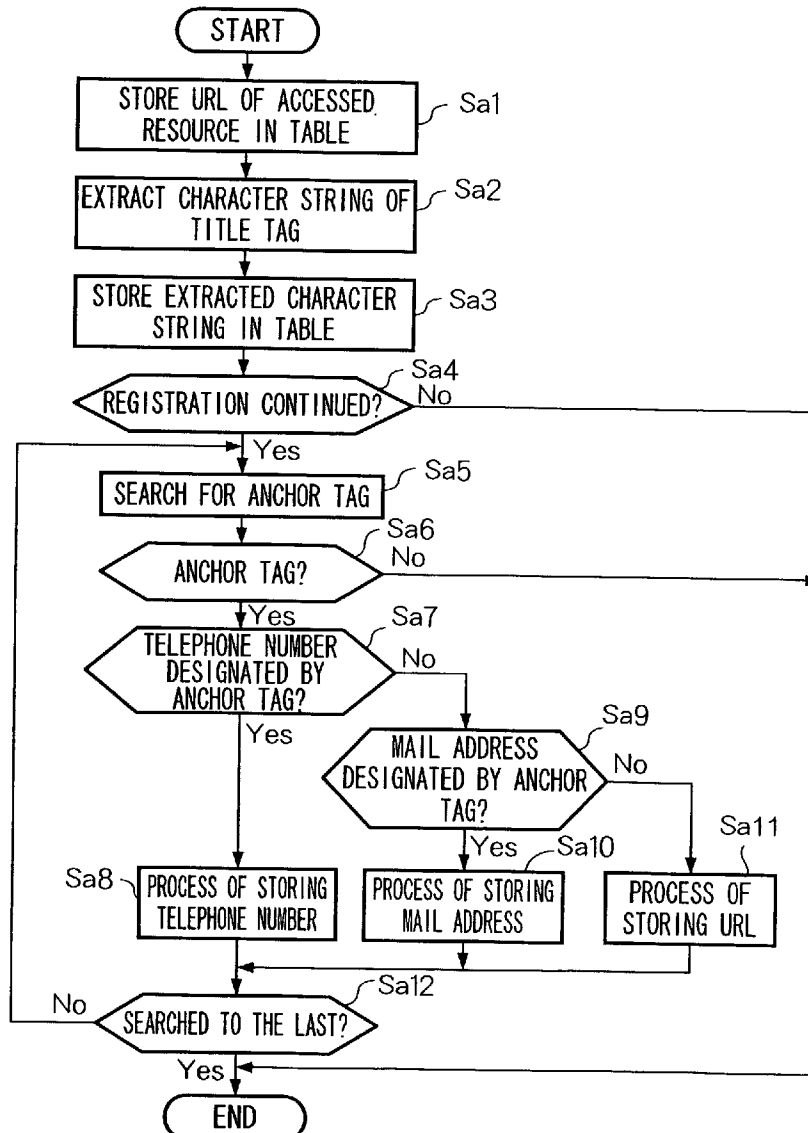 START
STORE URL OF ACCESSED
RESOURCE IN TABLE
Sa1
EXTRACT CHARACTER STRING OF
TITLE TAG
Sa2
STORE EXTRACTED CHARACTER
STRING IN TABLE
Sa3
REGISTRATION CONTINUED?
Sa4
No
Yes
SEARCH FOR ANCHOR TAG
Sa5
ANCHOR TAG?
Sa6
No
Yes
TELEPHONE NUMBER
DESIGNATED BY
ANCHOR TAG?
Sa7
No
Yes
MAIL ADDRESS
DESIGNATED BY ANCHOR
TAG?
Sa9
No
Yes
Sa8
PROCESS OF STORING
TELEPHONE NUMBER
Sa10
PROCESS OF STORING
MAIL ADDRESS
Sa11
PROCESS OF
STORING URL
SEARCHED TO THE LAST?
Sa12
No
Yes
END